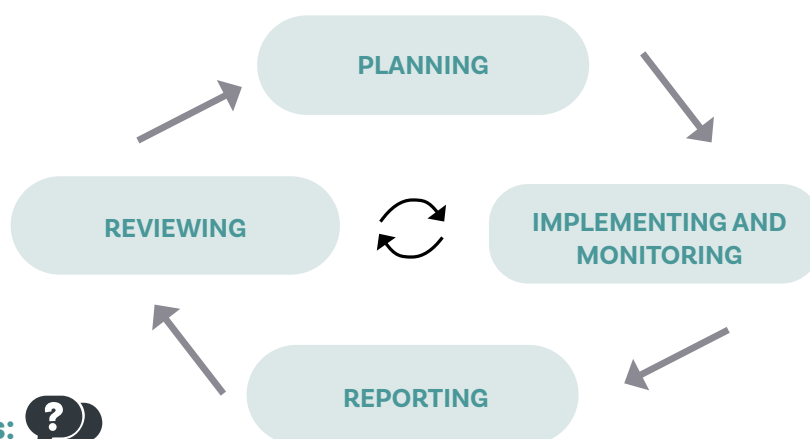 PLANNING
REVIEWING
IMPLEMENTING AND
MONITORING
REPORTING
s:
?